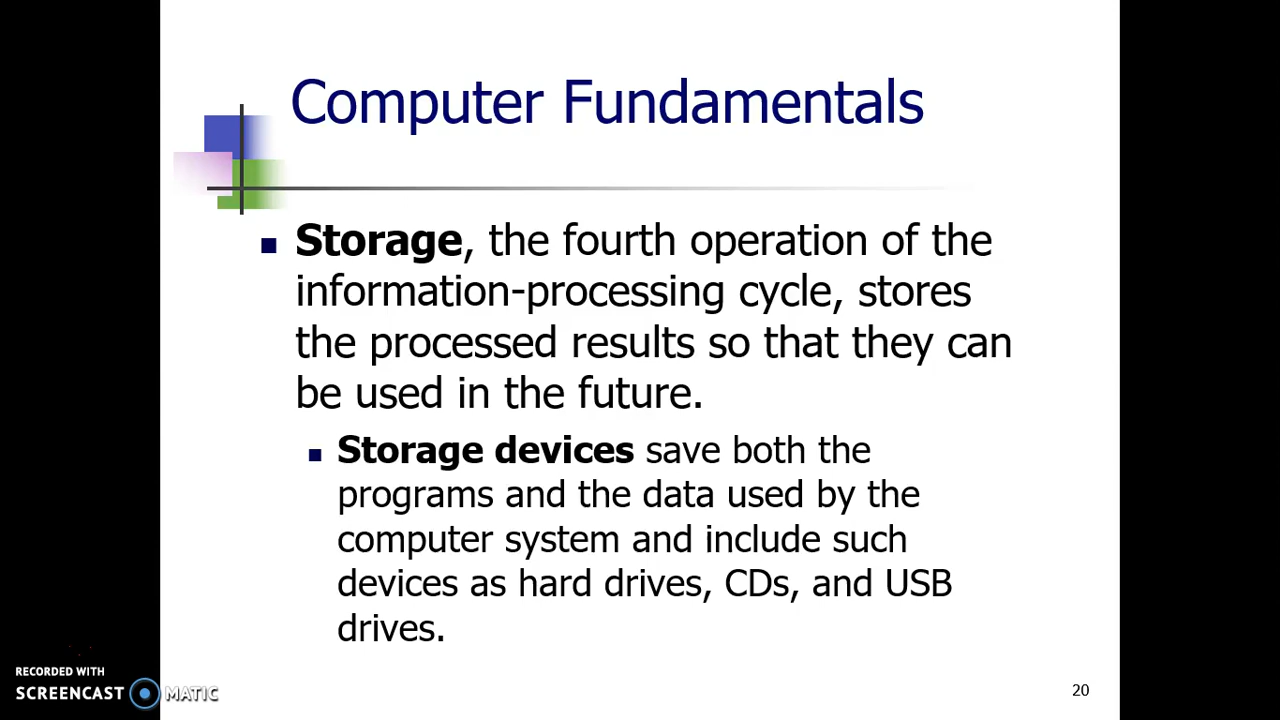 Computer Fundamentals
Storage, the fourth operation of the
information-processing cycle, stores
the processed results so that they can
be used in the future.
Storage devices save both the
programs and the data used by the
computer system and include such
devices as hard drives, CDs, and USB
drives.
RECORDED WITH
SCREENCAST MATIC
20